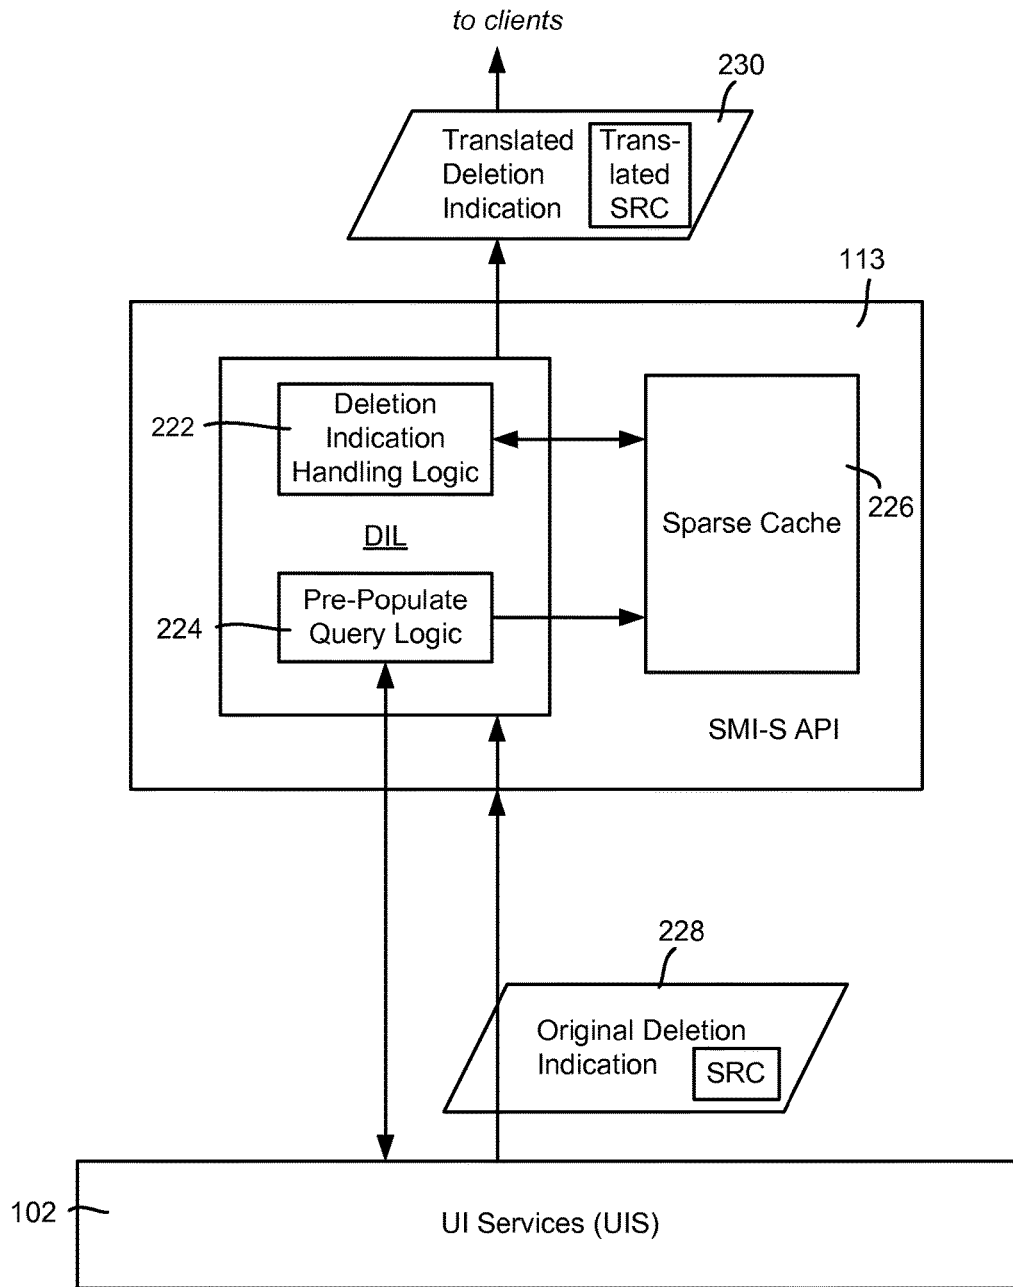 to clients
230
Translated
Deletion
Indication
Trans-
lated
SRC
113
Deletion
Indication
Handling Logic
222
Sparse Cache
226
DIL
Pre-Populate
Query Logic
224
SMI-S API
228
Original Deletion
Indication
SRC
102
UI Services (UIS)